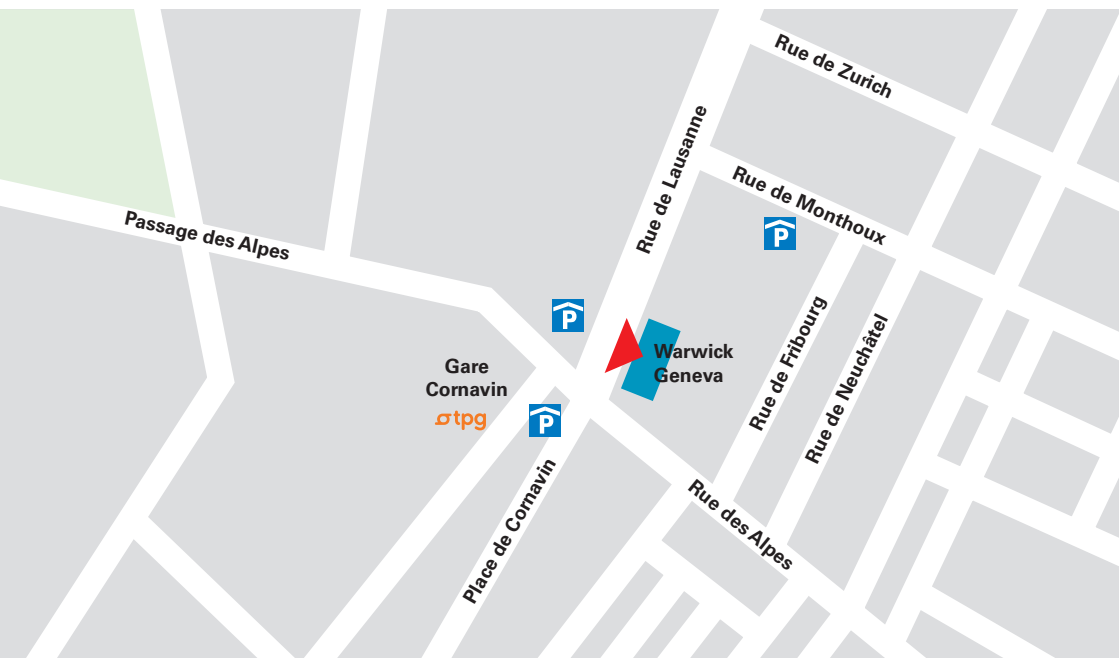 Rue de Zurich
Rue de Lausanne
Rue de Monthoux
Passage des Alpes
P
P
Warwick
Geneva
Gare
Cornavin
tpg
P
Rue de Fribourg
Rue de Neuchâtel
Place de Cornavin
Rue des Alpes